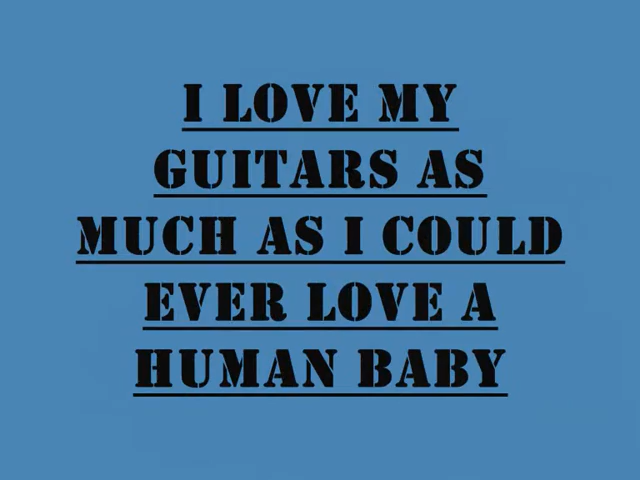 I LOVE MY
GUITARS AS
MUCH AS I COULD
EVER LOVE A
HUMAN BABY